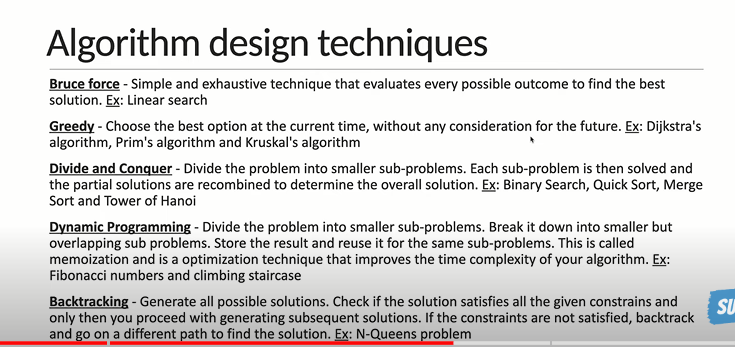 Algorithm design techniques
Bruce force - Simple and exhaustive technique that evaluates every possible outcome to find the best
solution. Ex: Linear search
Greedy - Choose the best option at the current time, without any consideration for the future. Ex: Dijkstra's
algorithm, Prim's algorithm and Kruskal's algorithm
Divide and Conquer - Divide the problem into smaller sub-problems. Each sub-problem is then solved and
the partial solutions are recombined to determine the overall solution. Ex: Binary Search, Quick Sort, Merge
Sort and Tower of Hanoi
Dynamic Programming - Divide the problem into smaller sub-problems. Break it down into smaller but
overlapping sub problems. Store the result and reuse it for the same sub-problems. This is called
memoization and is a optimization technique that improves the time complexity of your algorithm. Ex:
Fibonacci numbers and climbing staircase
Backtracking - Generate all possible solutions. Check if the solution satisfies all the given constrains and
only then you proceed with generating subsequent solutions. If the constraints are not satisfied, backtrack
and go on a different path to find the solution. Ex: N-Queens problem
SU